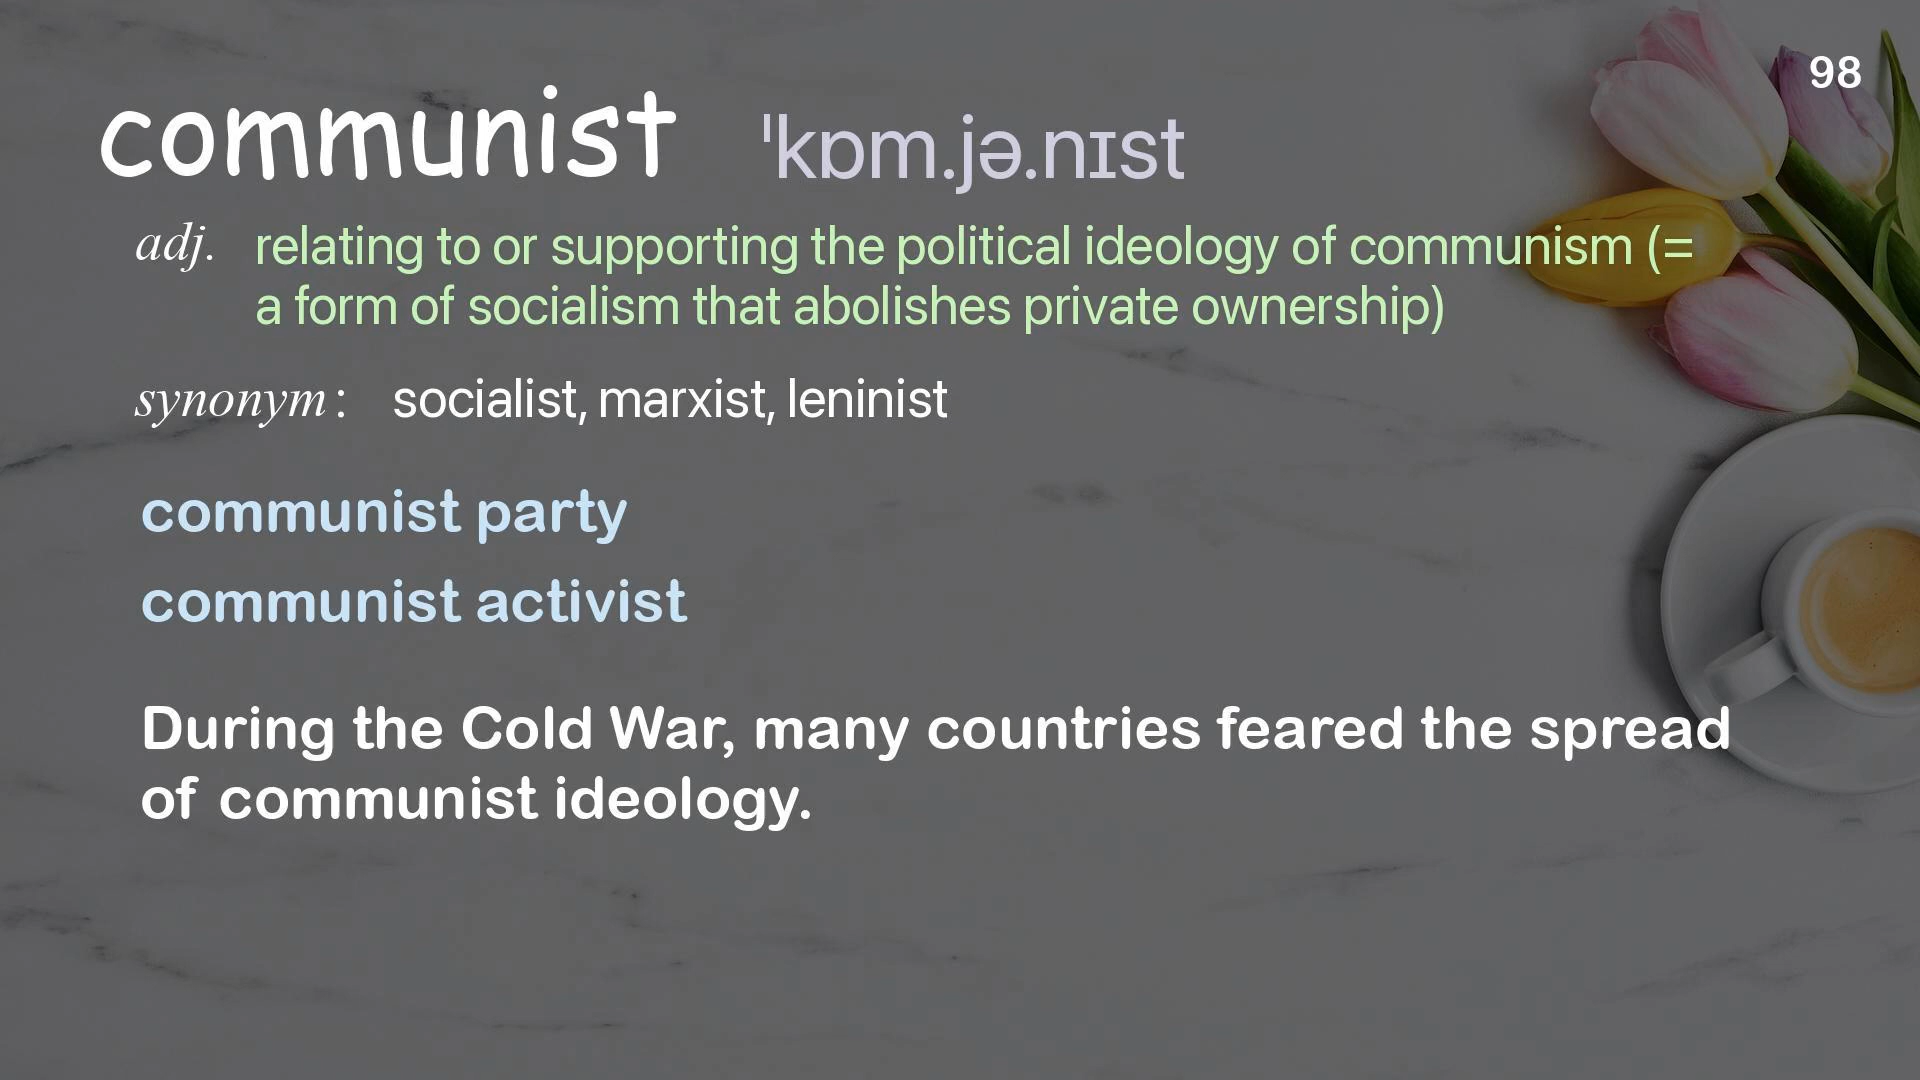 98
communist ˈkɒm.jə.nɪst
adj. relating to or supporting the political ideology of communism (=
a form of socialism that abolishes private ownership)
synonym : socialist, marxist, leninist
communist party
communist activist
During the Cold War, many countries feared the spread
of communist ideology.